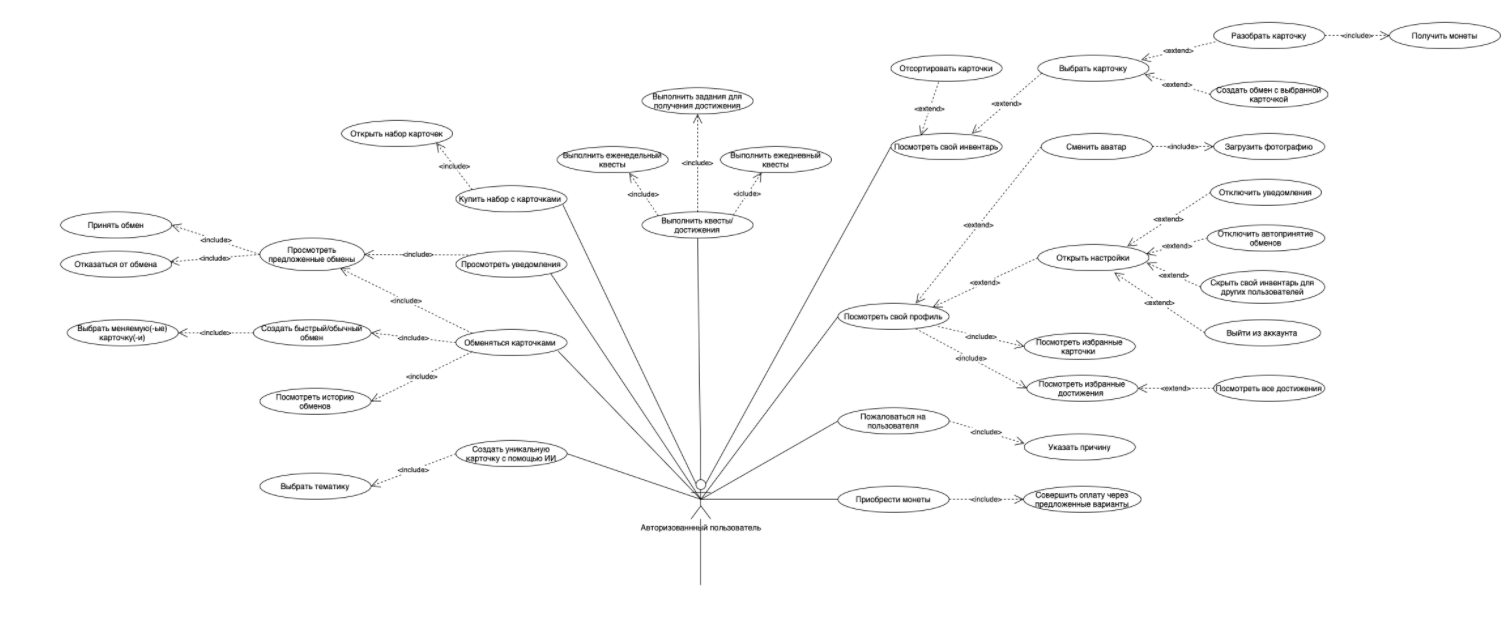 Разобрать карточку
<include>
Получить монеты
<extend>
Отсортировать карточки
Выбрать карточку
<extend>
Создать обмен с выбранной
карточкой
<extend>
<extend>
Посмотреть свой инвентарь
Выполнить задания для
получения достижения
<include>
Выполнить еженедельный
квесты
<include>
Выполнить ежедневный
квесты
<iclude>
Выполнить квесты/
достижения
Открыть набор карточек
<include>
Купить набор с карточками
Сменить аватар
<include>
Загрузить фотографию
<extend>
Отключить уведомления
<extend>
Отключить автопринятие
обменов
<extend>
Открыть настройки
Скрыть свой инвентарь для
других пользователей
<extend>
<extend>
Выйти из аккаунта
<extend>
Посмотреть свой профиль
<include>
Посмотреть избранные
карточки
<include>
Посмотреть избранные
достижения
<extend>
Посмотреть все достижения
Принять обмен
<include>
Отказаться от обмена
<include>
Просмотреть
предложенные обмены
<include>
Просмотреть уведомления
<include>
Выбрать меняемую(-ые)
карточку(-и)
<include>
Создать быстрый/обычный
обмен
<include>
Обменяться карточками
<include>
Посмотреть историю
обменов
Пожаловаться на
пользователя
<include>
Указать причину
Создать уникальную
карточку с помощью ИИ
<include>
Выбрать тематику
Приобрести монеты
<include>
Совершить оплату через
предложенные варианты
Авторизованнный пользователь